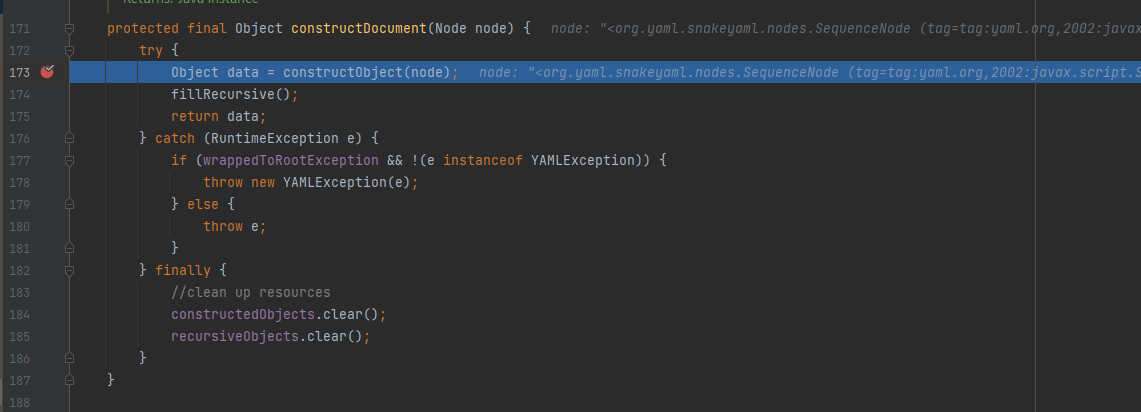 Returns: Java instance
171 protected final Object constructDocument(Node node) { node: "<org.yaml.snakeyaml.nodes.SequenceNode (tag=tag:yaml.org,2002:javax
172 try {
173 Object data = constructObject(node); node: "<org.yaml.snakeyaml.nodes.SequenceNode (tag=tag:yaml.org,2002:javax.script.S
174 fillRecursive();
175 return data;
176 } catch (RuntimeException e) {
177 if (wrappedToRootException && !(e instanceof YAMLException)) {
178 throw new YAMLException(e);
179 } else {
180 throw e;
181 }
182 } finally {
183 //clean up resources
184 constructedObjects.clear();
185 recursiveObjects.clear();
186 }
187 }
188